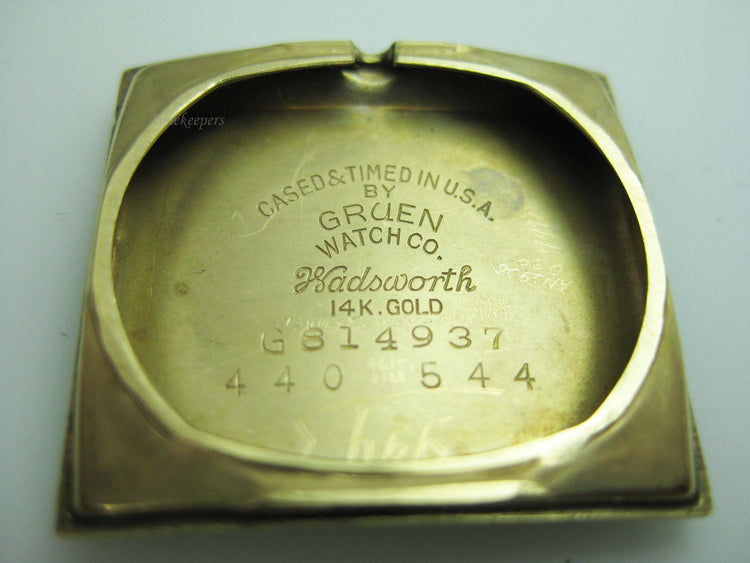 CASED & TIMED IN U.S.A.
BY
GRUEN
WATCH CO.
Wadsworth
14K. GOLD
G814937
440 544